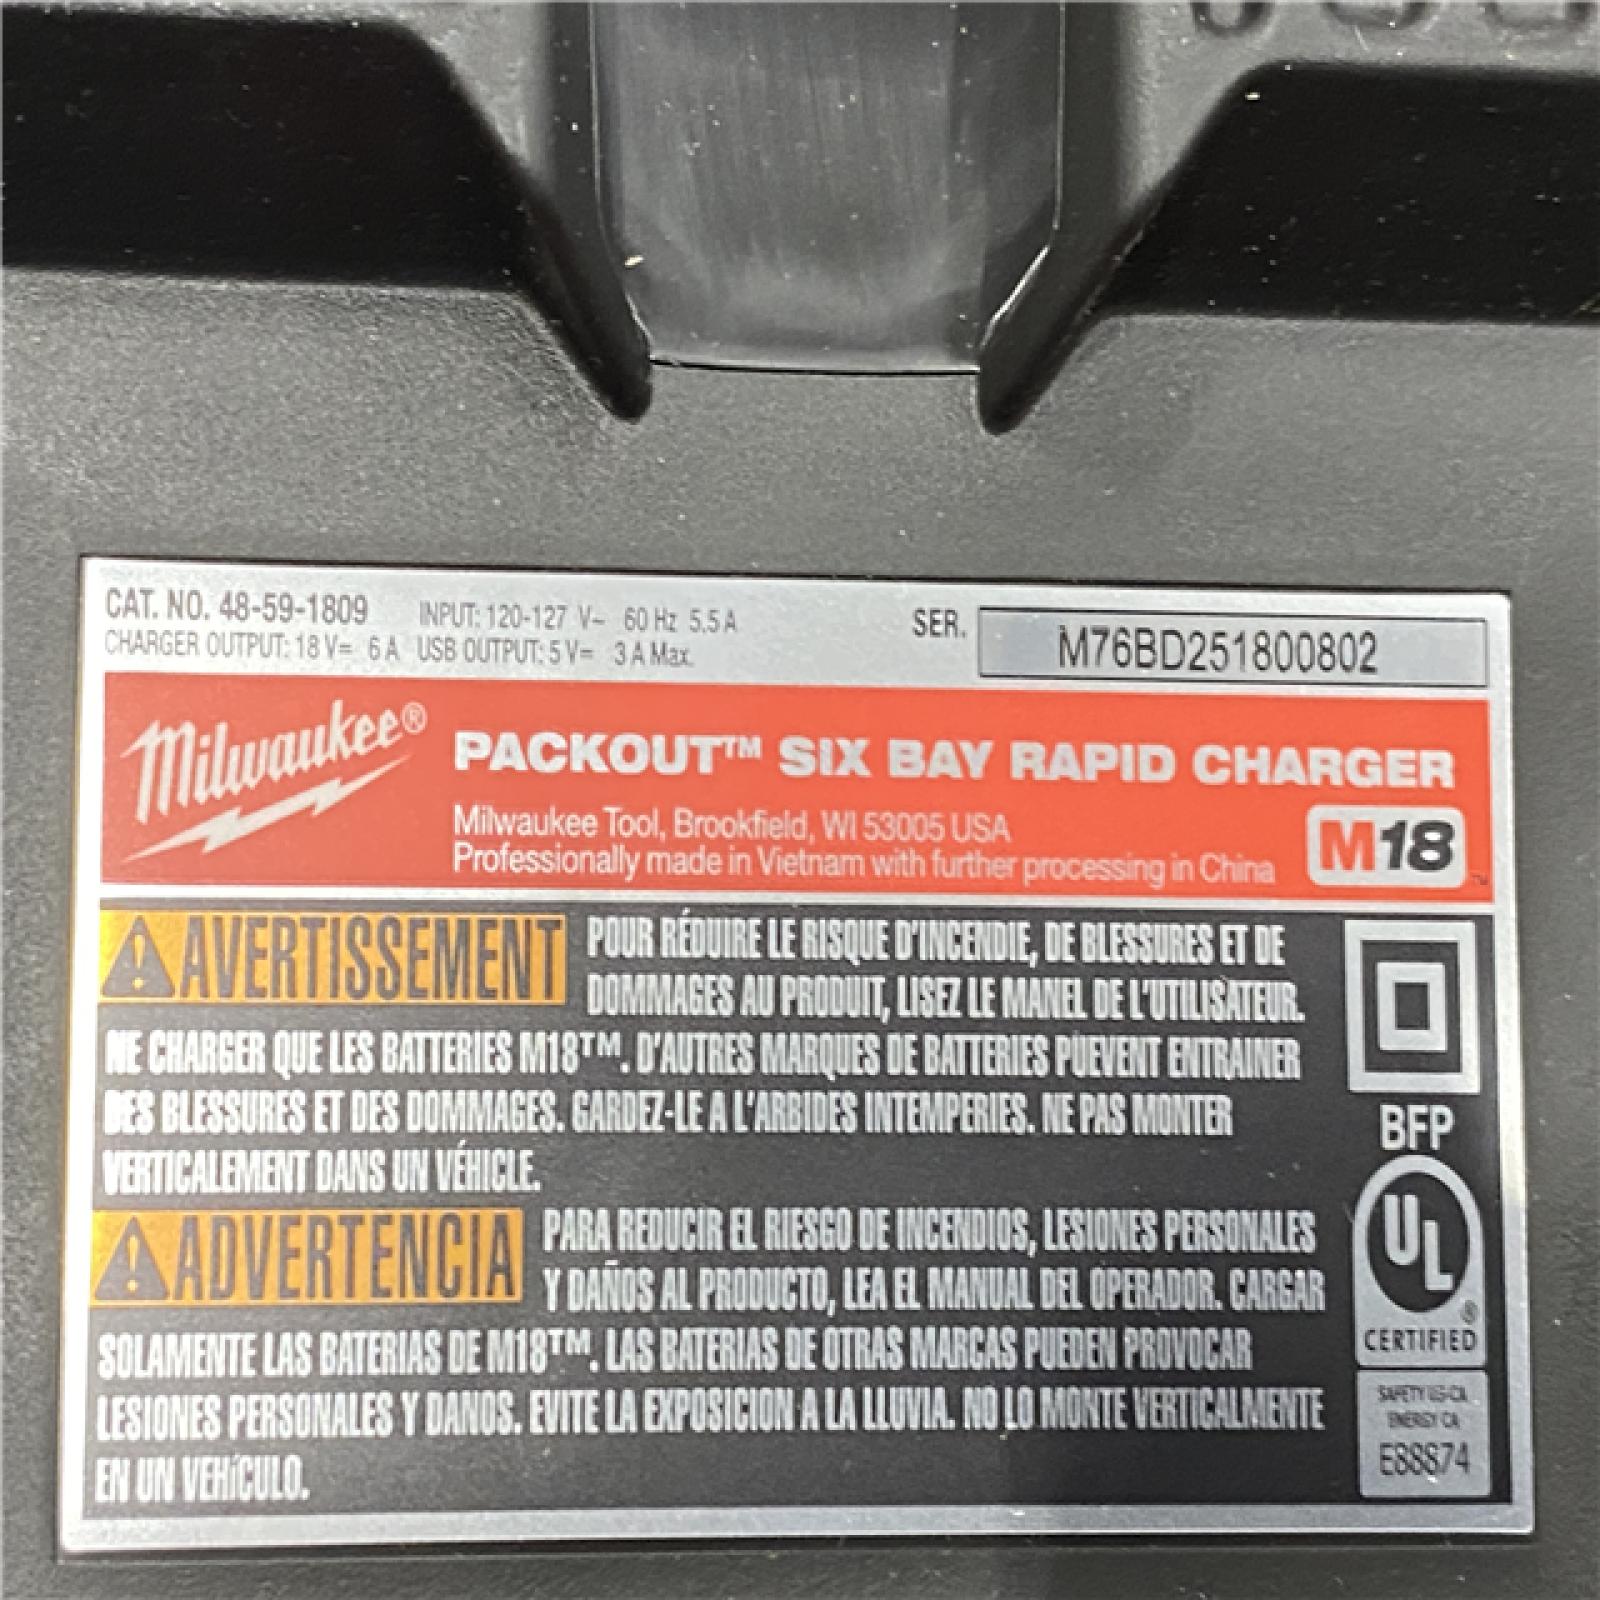 CAT. NO. 48-59-1809 INPUT: 120-127 V~ 60 Hz 5.5 A
CHARGER OUTPUT: 18 V= 6 A USB OUTPUT: 5 V= 3 A Max.
SER. M76BD251800802
Milwaukee® PACKOUT™ SIX BAY RAPID CHARGER
Milwaukee Tool, Brookfield, WI 53005 USA
Professionally made in Vietnam with further processing in China
M18™
AVERTISSEMENT POUR RÉDUIRE LE RISQUE D'INCENDIE, DE BLESSURES ET DE
DOMMAGES AU PRODUIT, LISEZ LE MANEL DE L'UTILISATEUR.
NE CHARGER QUE LES BATTERIES M18™. D'AUTRES MARQUES DE BATTERIES PUEVENT ENTRAINER
DES BLESSURES ET DES DOMMAGES. GARDEZ-LE A L'ARBIDES INTEMPERIES. NE PAS MONTER
VERTICALEMENT DANS UN VÉHICLE.
ADVERTENCIA PARA REDUCIR EL RIESGO DE INCENDIOS, LESIONES PERSONALES
Y DAÑOS AL PRODUCTO, LEA EL MANUAL DEL OPERADOR. CARGAR
SOLAMENTE LAS BATERIAS DE M18™. LAS BATERIAS DE OTRAS MARCAS PUEDEN PROVOCAR
LESIONES PERSONALES Y DANOS. EVITE LA EXPOSICION A LA LLUVIA. NO LO MONTE VERTICALMENTE
EN UN VEHÍCULO.
BFP
UL®
CERTIFIED
SAFETY US-CA
ENERGY CA
E88874